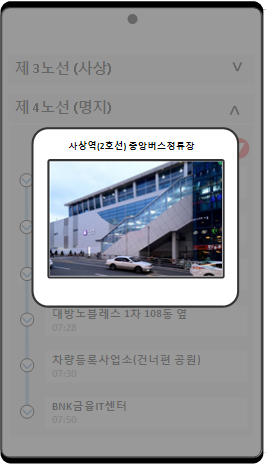 제 3노선 (사상)
제 4노선 (명지)
사상역(2호선) 중앙버스정류장
대방노블레스 1차 108동 옆
07:28
차량등록사업소(건너편 공원)
07:30
BNK금융IT센터
07:50